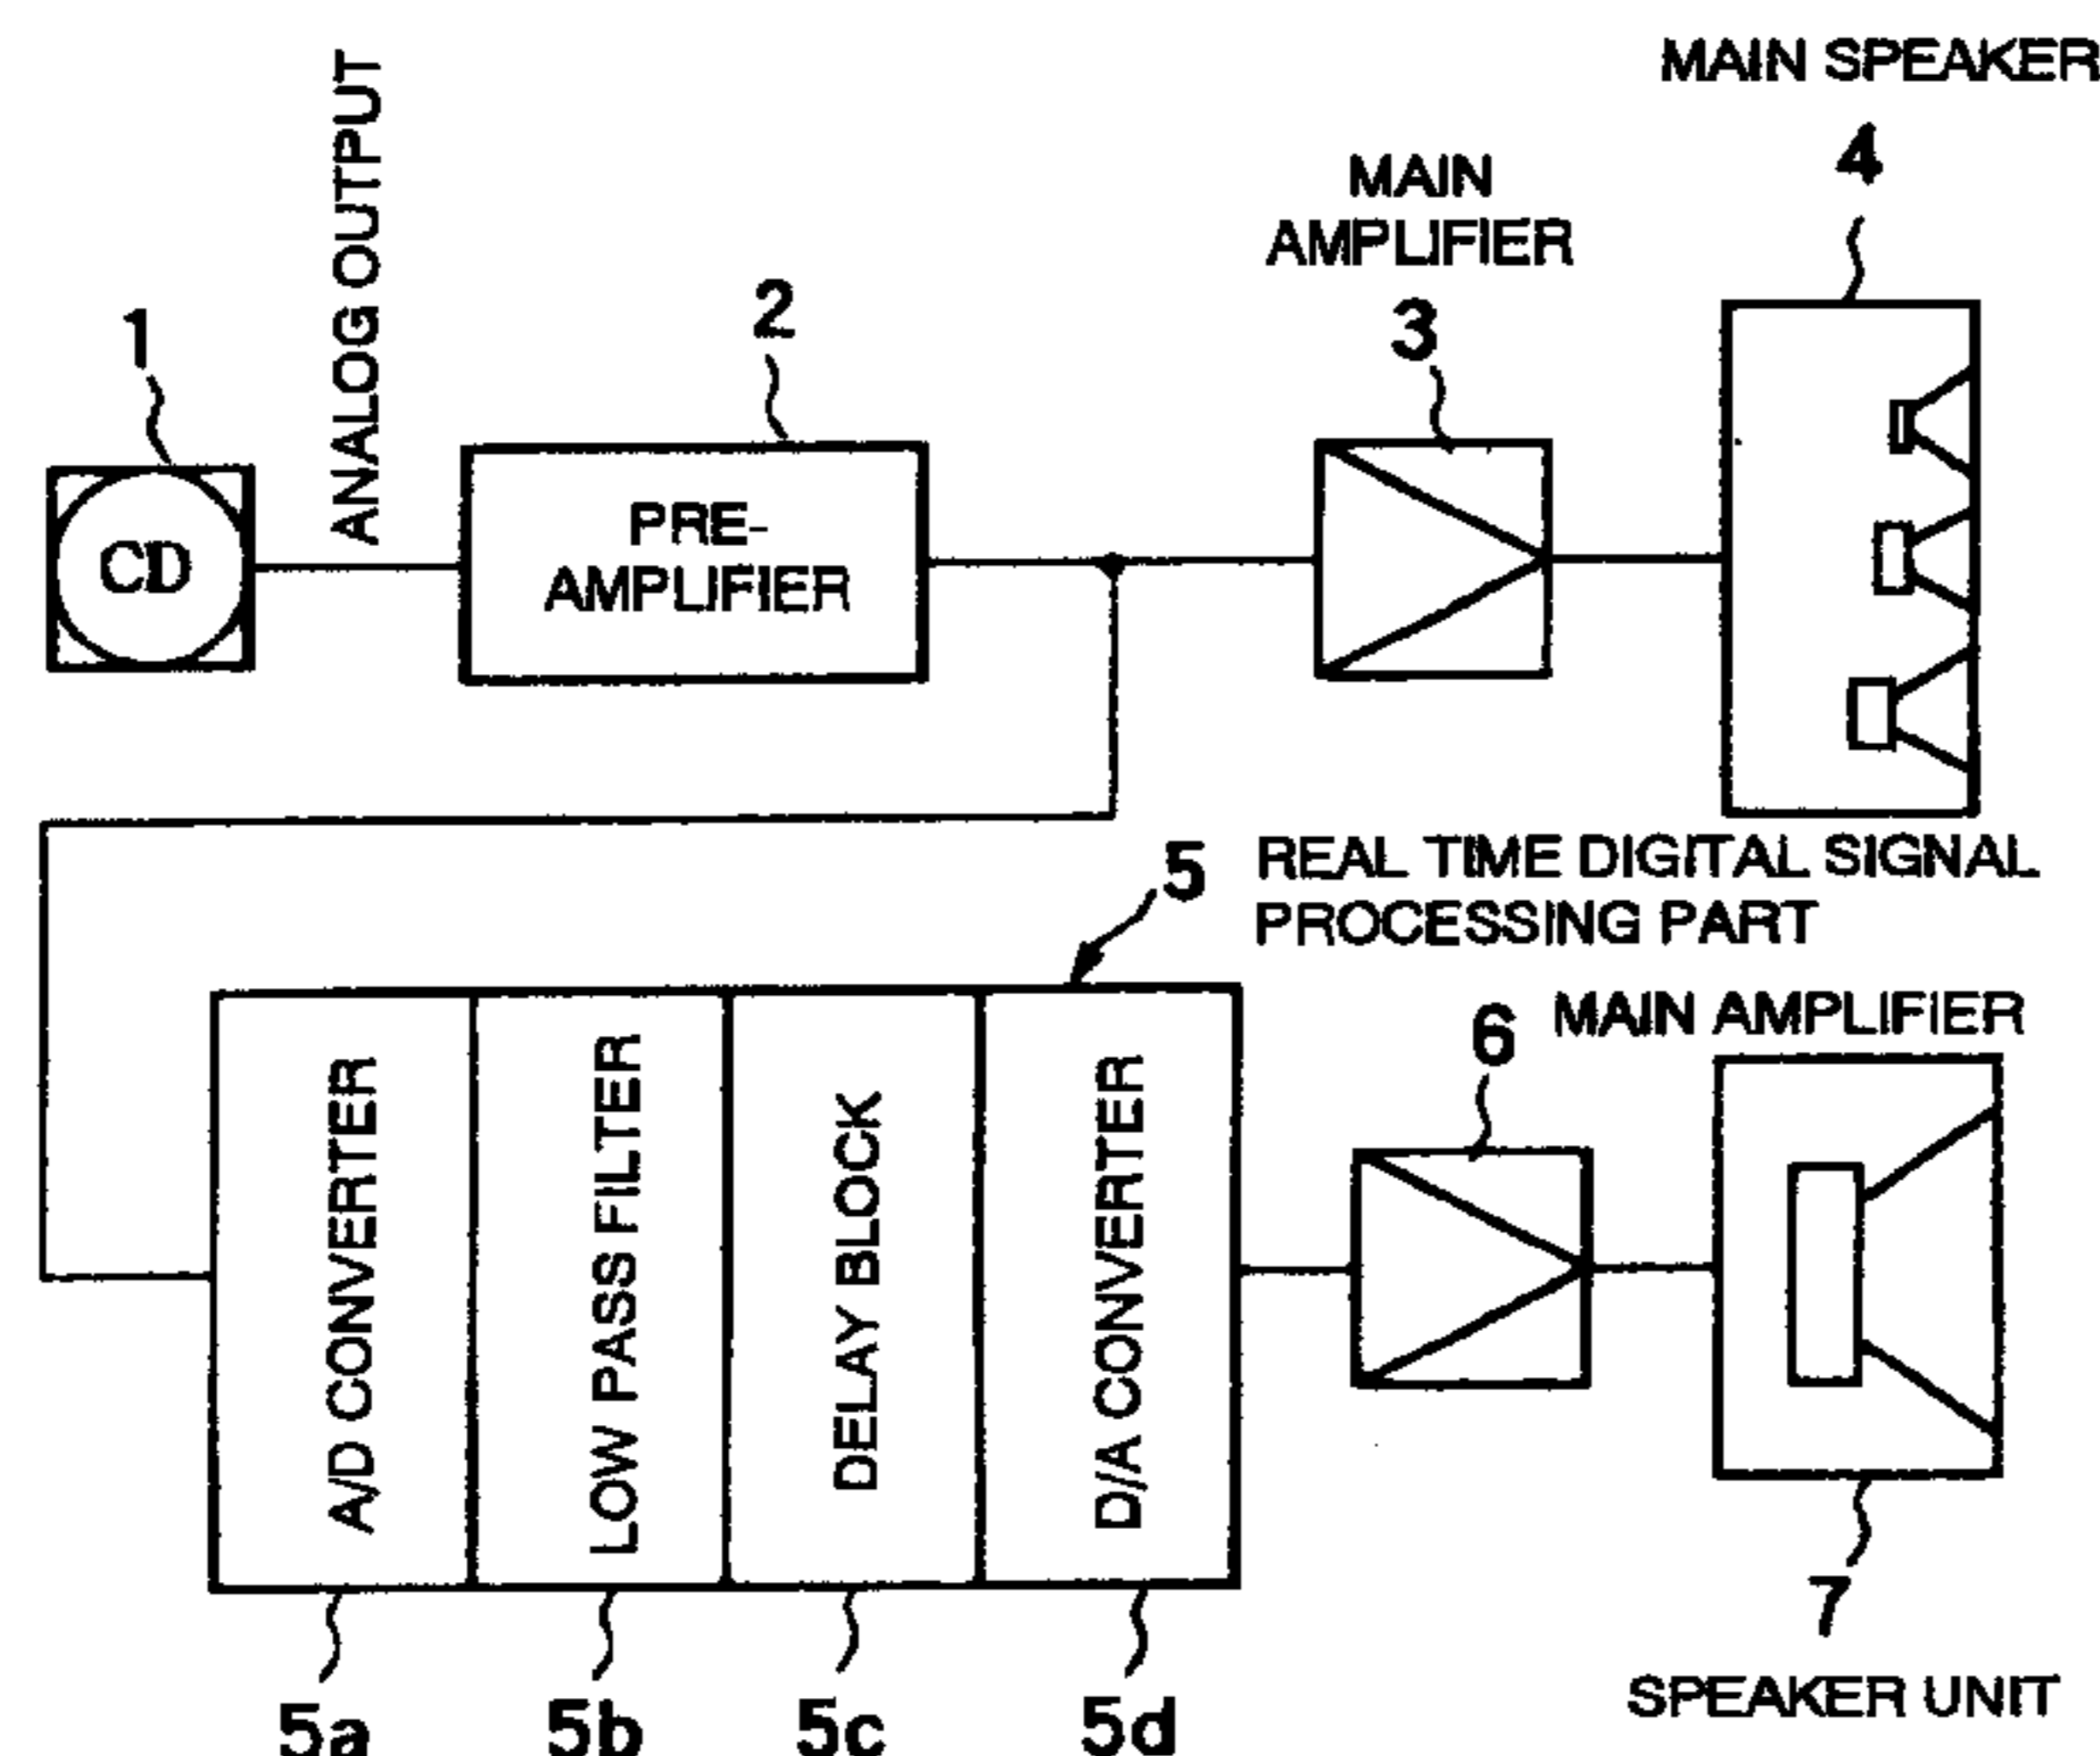 MAIN SPEAKER
4
ANALOG OUTPUT
MAIN
AMPLIFIER
3
2
1
CD
PRE-
AMPLIFIER
5
REAL TIME DIGITAL SIGNAL
PROCESSING PART
6
MAIN AMPLIFIER
A/D CONVERTER
LOW PASS FILTER
DELAY BLOCK
D/A CONVERTER
7
SPEAKER UNIT
5a
5b
5c
5d